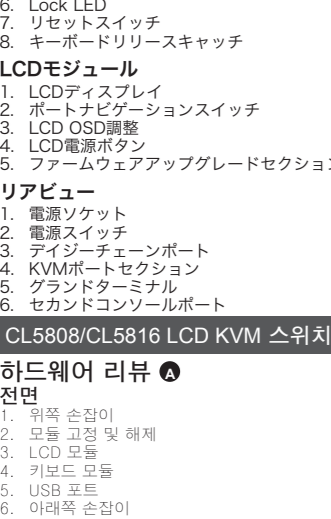 6. Lock LED
7. リセットスイッチ
8. キーボードリリースキャッチ
LCDモジュール
1. LCDディスプレイ
2. ポートナビゲーションスイッチ
3. LCD OSD調整
4. LCD電源ボタン
5. ファームウェアアップグレードセクション
リアビュー
1. 電源ソケット
2. 電源スイッチ
3. デイジーチェーンポート
4. KVMポートセクション
5. グランドターミナル
6. セカンドコンソールポート
CL5808/CL5816 LCD KVM 스위치
하드웨어 리뷰 A
전면
1. 위쪽 손잡이
2. 모듈 고정 및 해제
3. LCD 모듈
4. 키보드 모듈
5. USB 포트
6. 아래쪽 손잡이